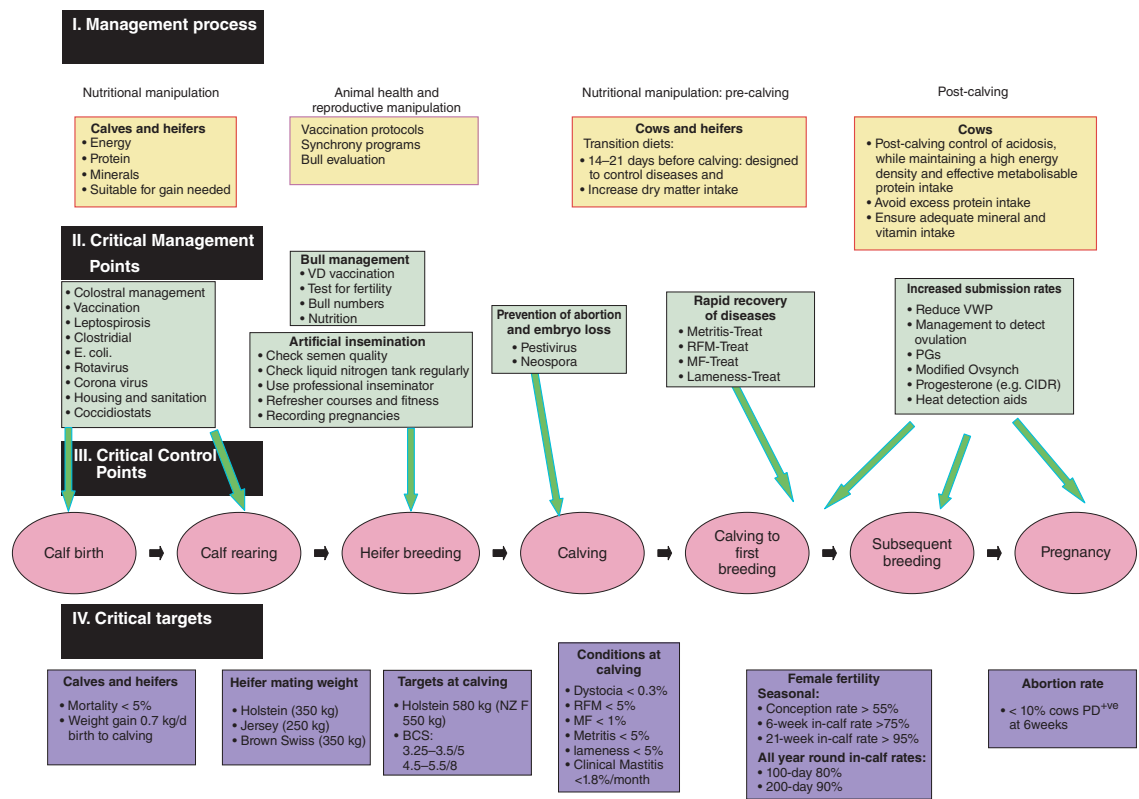 I. Management process
Nutritional manipulation
Calves and heifers
• Energy
• Protein
• Minerals
• Suitable for gain needed
Animal health and
reproductive manipulation
Vaccination protocols
Synchrony programs
Bull evaluation
Nutritional manipulation: pre-calving
Cows and heifers
Transition diets:
• 14–21 days before calving: designed
to control diseases and
• Increase dry matter intake
Post-calving
Cows
• Post-calving control of acidosis,
while maintaining a high energy
density and effective metabolisable
protein intake
• Avoid excess protein intake
• Ensure adequate mineral and
vitamin intake
II. Critical Management
Points
• Colostral management
• Vaccination
• Leptospirosis
• Clostridial
• E. coli.
• Rotavirus
• Corona virus
• Housing and sanitation
• Coccidiostats
Bull management
• VD vaccination
• Test for fertility
• Bull numbers
• Nutrition
Artificial insemination
• Check semen quality
• Check liquid nitrogen tank regularly
• Use professional inseminator
• Refresher courses and fitness
• Recording pregnancies
Prevention of abortion
and embryo loss
• Pestivirus
• Neospora
Rapid recovery
of diseases
• Metritis-Treat
• RFM-Treat
• MF-Treat
• Lameness-Treat
Increased submission rates
• Reduce VWP
• Management to detect
ovulation
• PGs
• Modified Ovsynch
• Progesterone (e.g. CIDR)
• Heat detection aids
III. Critical Control
Points
Calf birth
Calf rearing
Heifer breeding
Calving
Calving to
first
breeding
Subsequent
breeding
Pregnancy
IV. Critical targets
Calves and heifers
• Mortality < 5%
• Weight gain 0.7 kg/d
birth to calving
Heifer mating weight
• Holstein (350 kg)
• Jersey (250 kg)
• Brown Swiss (350 kg)
Targets at calving
• Holstein 580 kg (NZ F
550 kg)
• BCS:
3.25–3.5/5
4.5–5.5/8
Conditions at
calving
• Dystocia < 0.3%
• RFM < 5%
• MF < 1%
• Metritis < 5%
• lameness < 5%
• Clinical Mastitis
<1.8%/month
Female fertility
Seasonal:
• Conception rate > 55%
• 6-week in-calf rate >75%
• 21-week in-calf rate > 95%
All year round in-calf rates:
• 100-day 80%
• 200-day 90%
Abortion rate
• < 10% cows PD+ve
at 6weeks